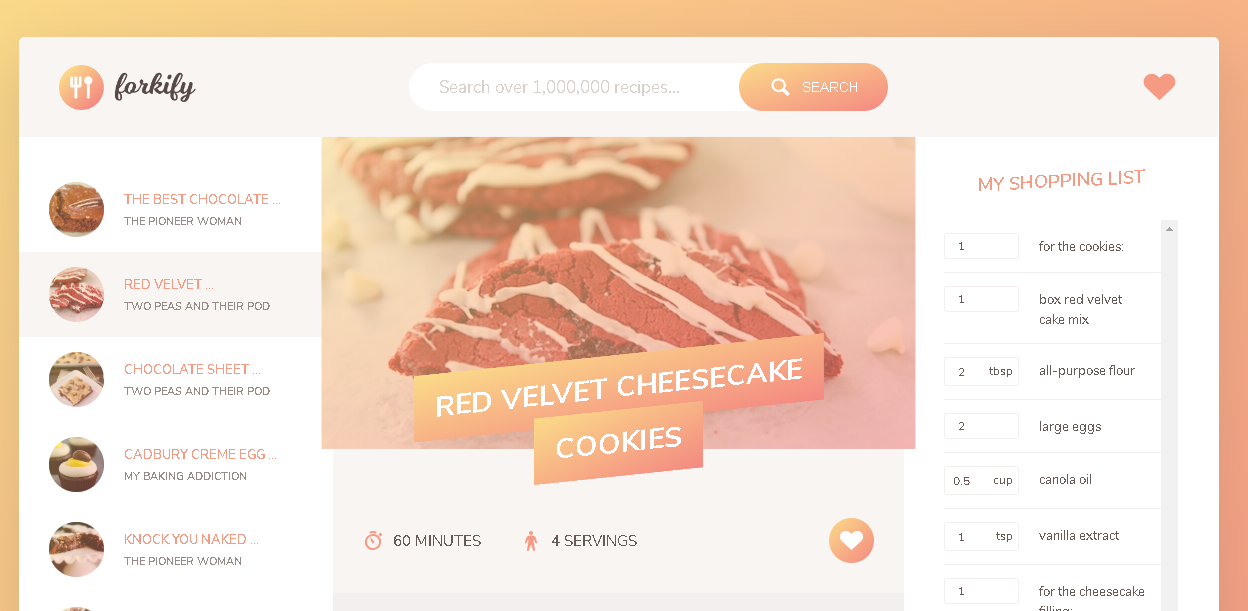 forkify
Search over 1,000,000 recipes...
SEARCH
THE BEST CHOCOLATE ...
THE PIONEER WOMAN
RED VELVET ...
TWO PEAS AND THEIR POD
CHOCOLATE SHEET ...
TWO PEAS AND THEIR POD
CADBURY CREME EGG ...
MY BAKING ADDICTION
KNOCK YOU NAKED ...
THE PIONEER WOMAN
RED VELVET CHEESECAKE
COOKIES
60 MINUTES
4 SERVINGS
MY SHOPPING LIST
1 for the cookies:
1 box red velvet
cake mix
2 tbsp all-purpose flour
2 large eggs
0.5 cup canola oil
1 tsp vanilla extract
1 for the cheesecake
filling: